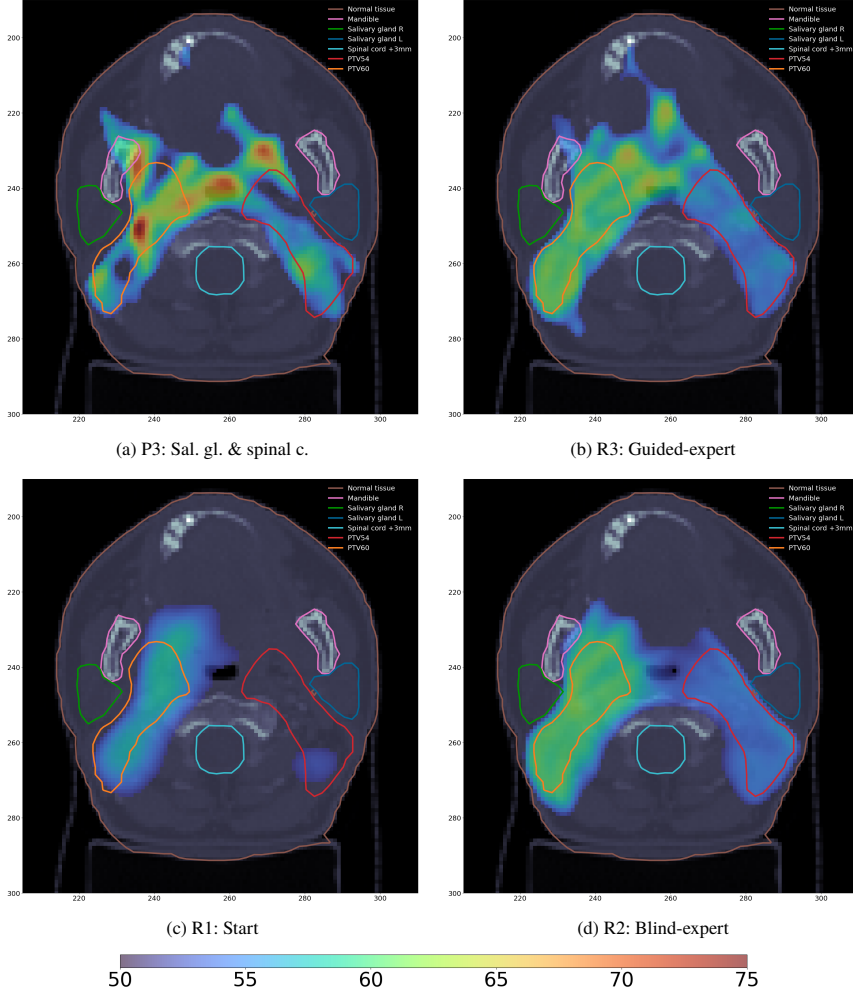 Normal tissue
Mandible
Salivary gland R
Salivary gland L
Spinal cord +3mm
PTV54
PTV60
200
220
240
260
280
300
220
240
260
280
300
(a) P3: Sal. gl. & spinal c.
Normal tissue
Mandible
Salivary gland R
Salivary gland L
Spinal cord +3mm
PTV54
PTV60
200
220
240
260
280
300
220
240
260
280
300
(b) R3: Guided-expert
Normal tissue
Mandible
Salivary gland R
Salivary gland L
Spinal cord +3mm
PTV54
PTV60
200
220
240
260
280
300
220
240
260
280
300
(c) R1: Start
Normal tissue
Mandible
Salivary gland R
Salivary gland L
Spinal cord +3mm
PTV54
PTV60
200
220
240
260
280
300
220
240
260
280
300
(d) R2: Blind-expert
50 55 60 65 70 75